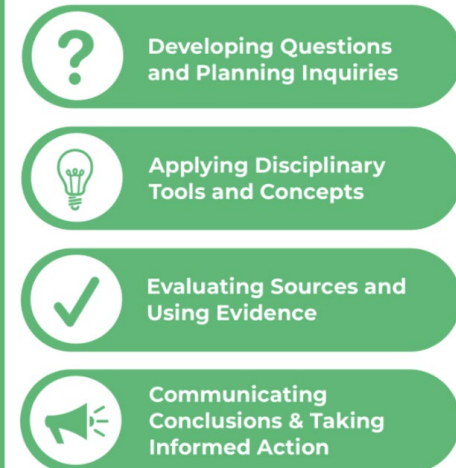 Developing Questions
and Planning Inquiries
Applying Disciplinary
Tools and Concepts
Evaluating Sources and
Using Evidence
Communicating
Conclusions & Taking
Informed Action